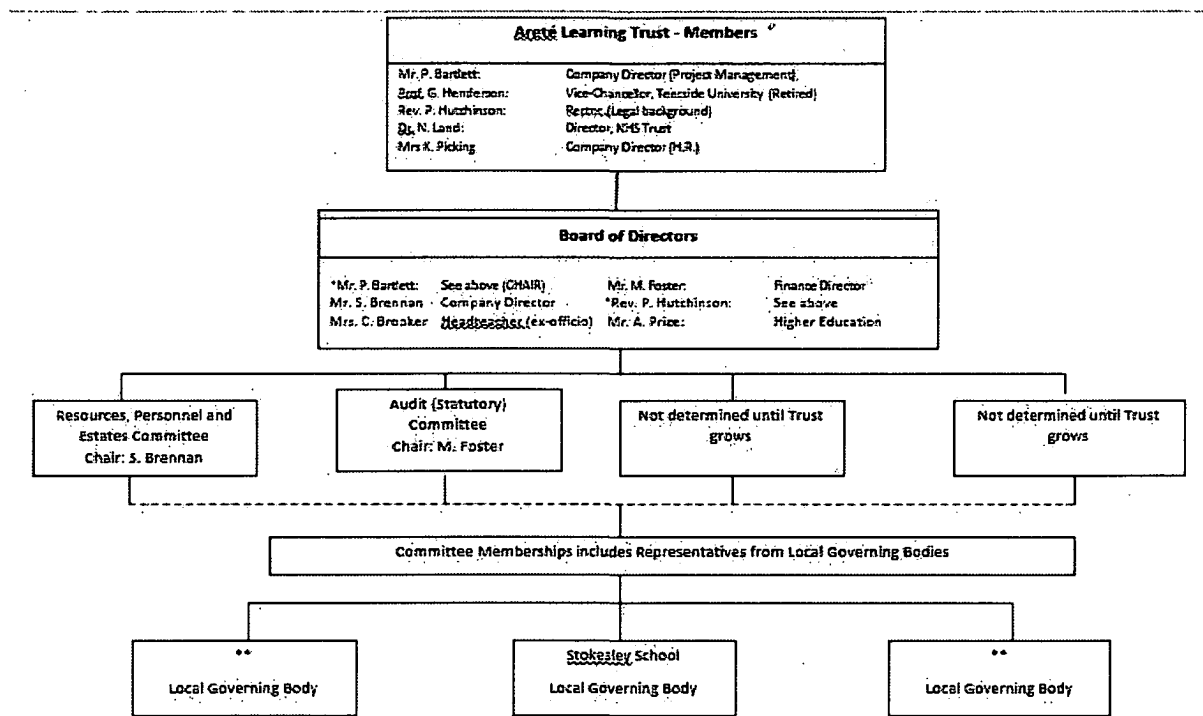 Areté Learning Trust - Members
Mr. P. Bartlett: Company Director (Project Management),
Prof. G. Henderson: Vice-Chancellor, Teesside University (Retired)
Rev. P. Hutchinson: Rector (Legal background)
Dr. N. Land: Director, NHS Trust
Mrs K. Picking Company Director (H.R.)
Board of Directors
*Mr. P. Bartlett: See above (CHAIR) Mr. M. Foster: Finance Director
Mr. S. Brennan Company Director *Rev. P. Hutchinson: See above
Mrs. C. Brooker Headteacher (ex-officio) Mr. A. Price: Higher Education
Resources, Personnel and
Estates Committee
Chair: S. Brennan
Audit (Statutory)
Committee
Chair: M. Foster
Not determined until Trust
grows
Not determined until Trust
grows
Committee Memberships includes Representatives from Local Governing Bodies
**
Local Governing Body
Stokesley School
Local Governing Body
**
Local Governing Body